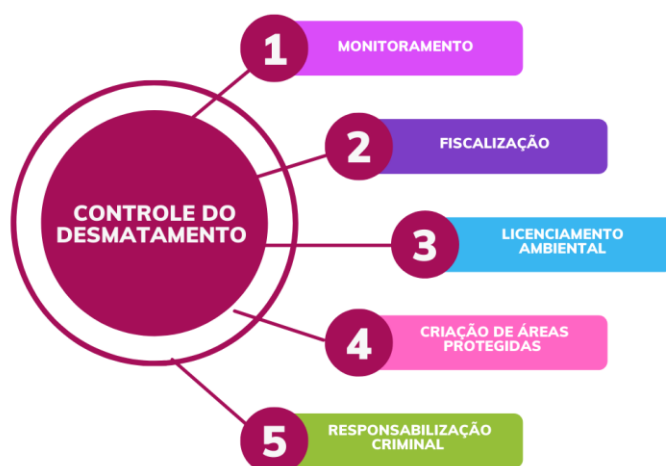 CONTROLE DO
DESMATAMENTO
1
MONITORAMENTO
2
FISCALIZAÇÃO
3
LICENCIAMENTO
AMBIENTAL
4
CRIAÇÃO DE ÁREAS
PROTEGIDAS
5
RESPONSABILIZAÇÃO
CRIMINAL